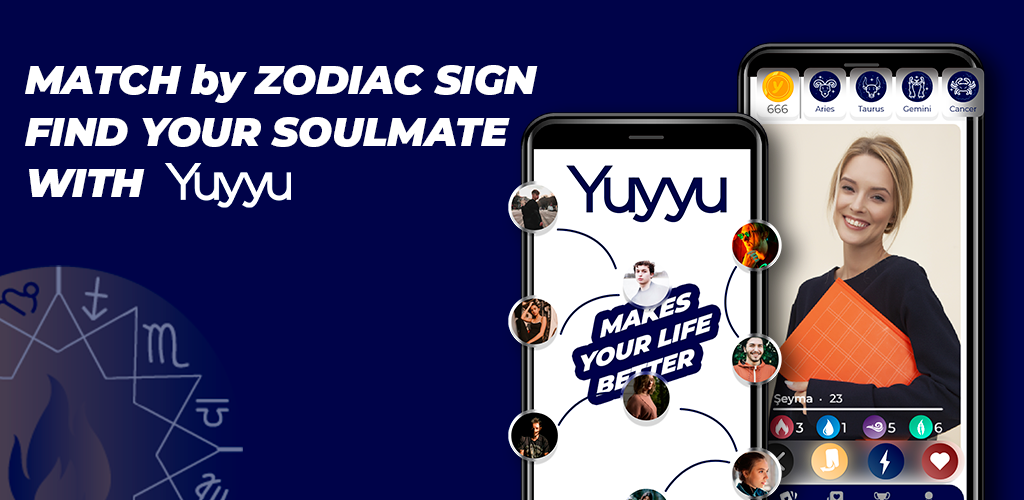 MATCH by ZODIAC SIGN
FIND YOUR SOULMATE
WITH Yuyyu
666
Aries
Taurus
Gemini
Cancer
Yuyyu
MAKES
YOUR LIFE
BETTER
Şeyma · 23
3
1
5
6